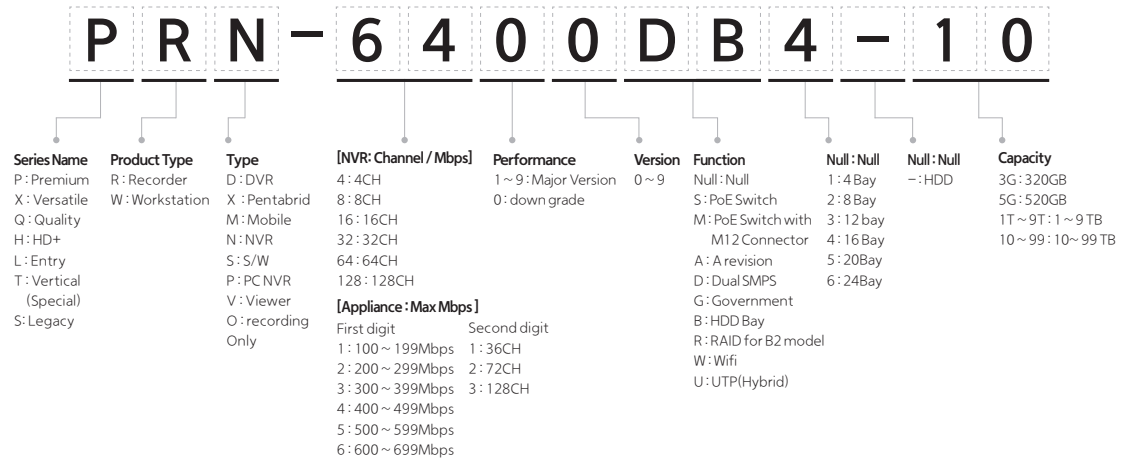 PRN-6400DB4-10
Series Name
P : Premium
X : Versatile
Q : Quality
H : HD+
L : Entry
T : Vertical
(Special)
S: Legacy
Product Type
R : Recorder
W : Workstation
Type
D : DVR
X : Pentabrid
M : Mobile
N : NVR
S : S/W
P : PC NVR
V : Viewer
O : recording
Only
[NVR: Channel / Mbps]
4 : 4CH
8 : 8CH
16 : 16CH
32 : 32CH
64 : 64CH
128 : 128CH
[Appliance : Max Mbps ]
First digit
1 : 100 ~ 199Mbps
2 : 200 ~ 299Mbps
3 : 300 ~ 399Mbps
4 : 400 ~ 499Mbps
5 : 500 ~ 599Mbps
6 : 600 ~ 699Mbps
Second digit
1 : 36CH
2 : 72CH
3 : 128CH
Performance
1 ~ 9 : Major Version
0 : down grade
Version
0 ~ 9
Function
Null : Null
S : PoE Switch
M : PoE Switch with
M12 Connector
A : A revision
D : Dual SMPS
G : Government
B : HDD Bay
R : RAID for B2 model
W : Wifi
U : UTP(Hybrid)
Null : Null
1 : 4 Bay
2 : 8 Bay
3 : 12 bay
4 : 16 Bay
5 : 20Bay
6 : 24Bay
Null : Null
– : HDD
Capacity
3G : 320GB
5G : 520GB
1T ~ 9T : 1 ~ 9 TB
10 ~ 99 : 10~ 99 TB